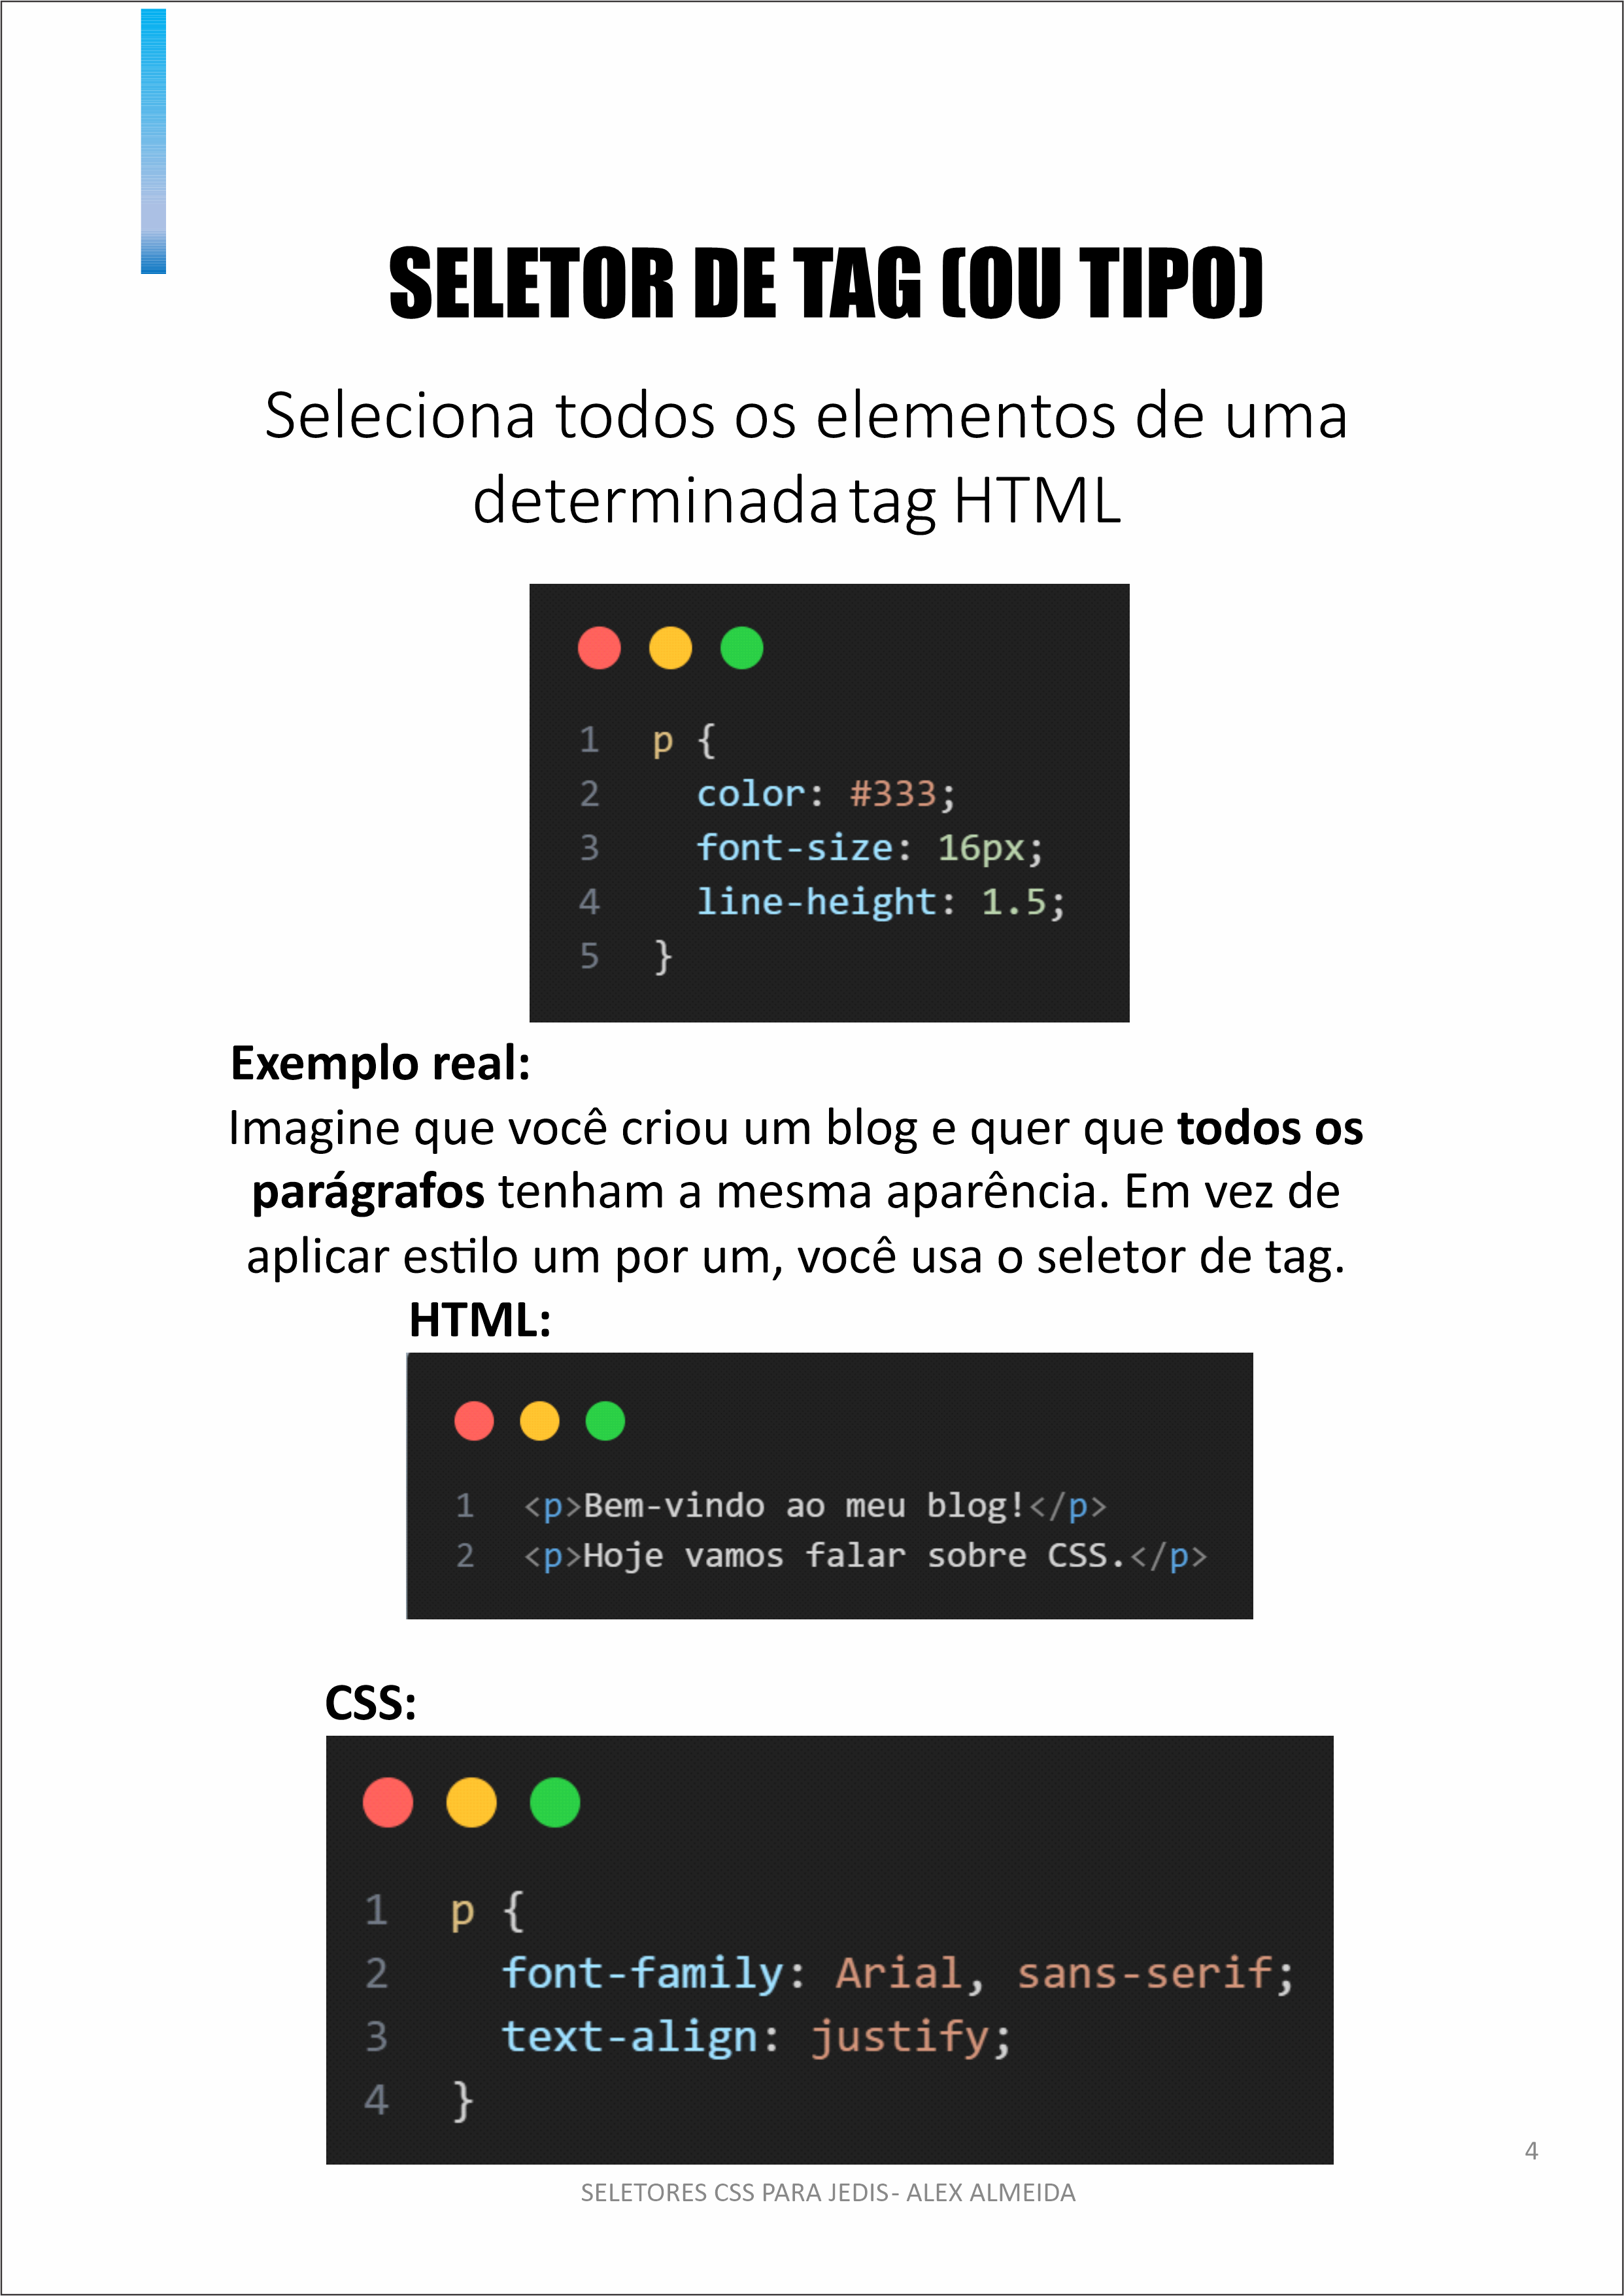 SELETOR DE TAG (OU TIPO)
Seleciona todos os elementos de uma
determinada tag HTML
1 p {
2 color: #333;
3 font-size: 16px;
4 line-height: 1.5;
5 }
Exemplo real:
Imagine que você criou um blog e quer que todos os
parágrafos tenham a mesma aparência. Em vez de
aplicar estilo um por um, você usa o seletor de tag.
HTML:
1 <p>Bem-vindo ao meu blog!</p>
2 <p>Hoje vamos falar sobre CSS.</p>
CSS:
1 p {
2 font-family: Arial, sans-serif;
3 text-align: justify;
4 }
4
SELETORES CSS PARA JEDIS - ALEX ALMEIDA